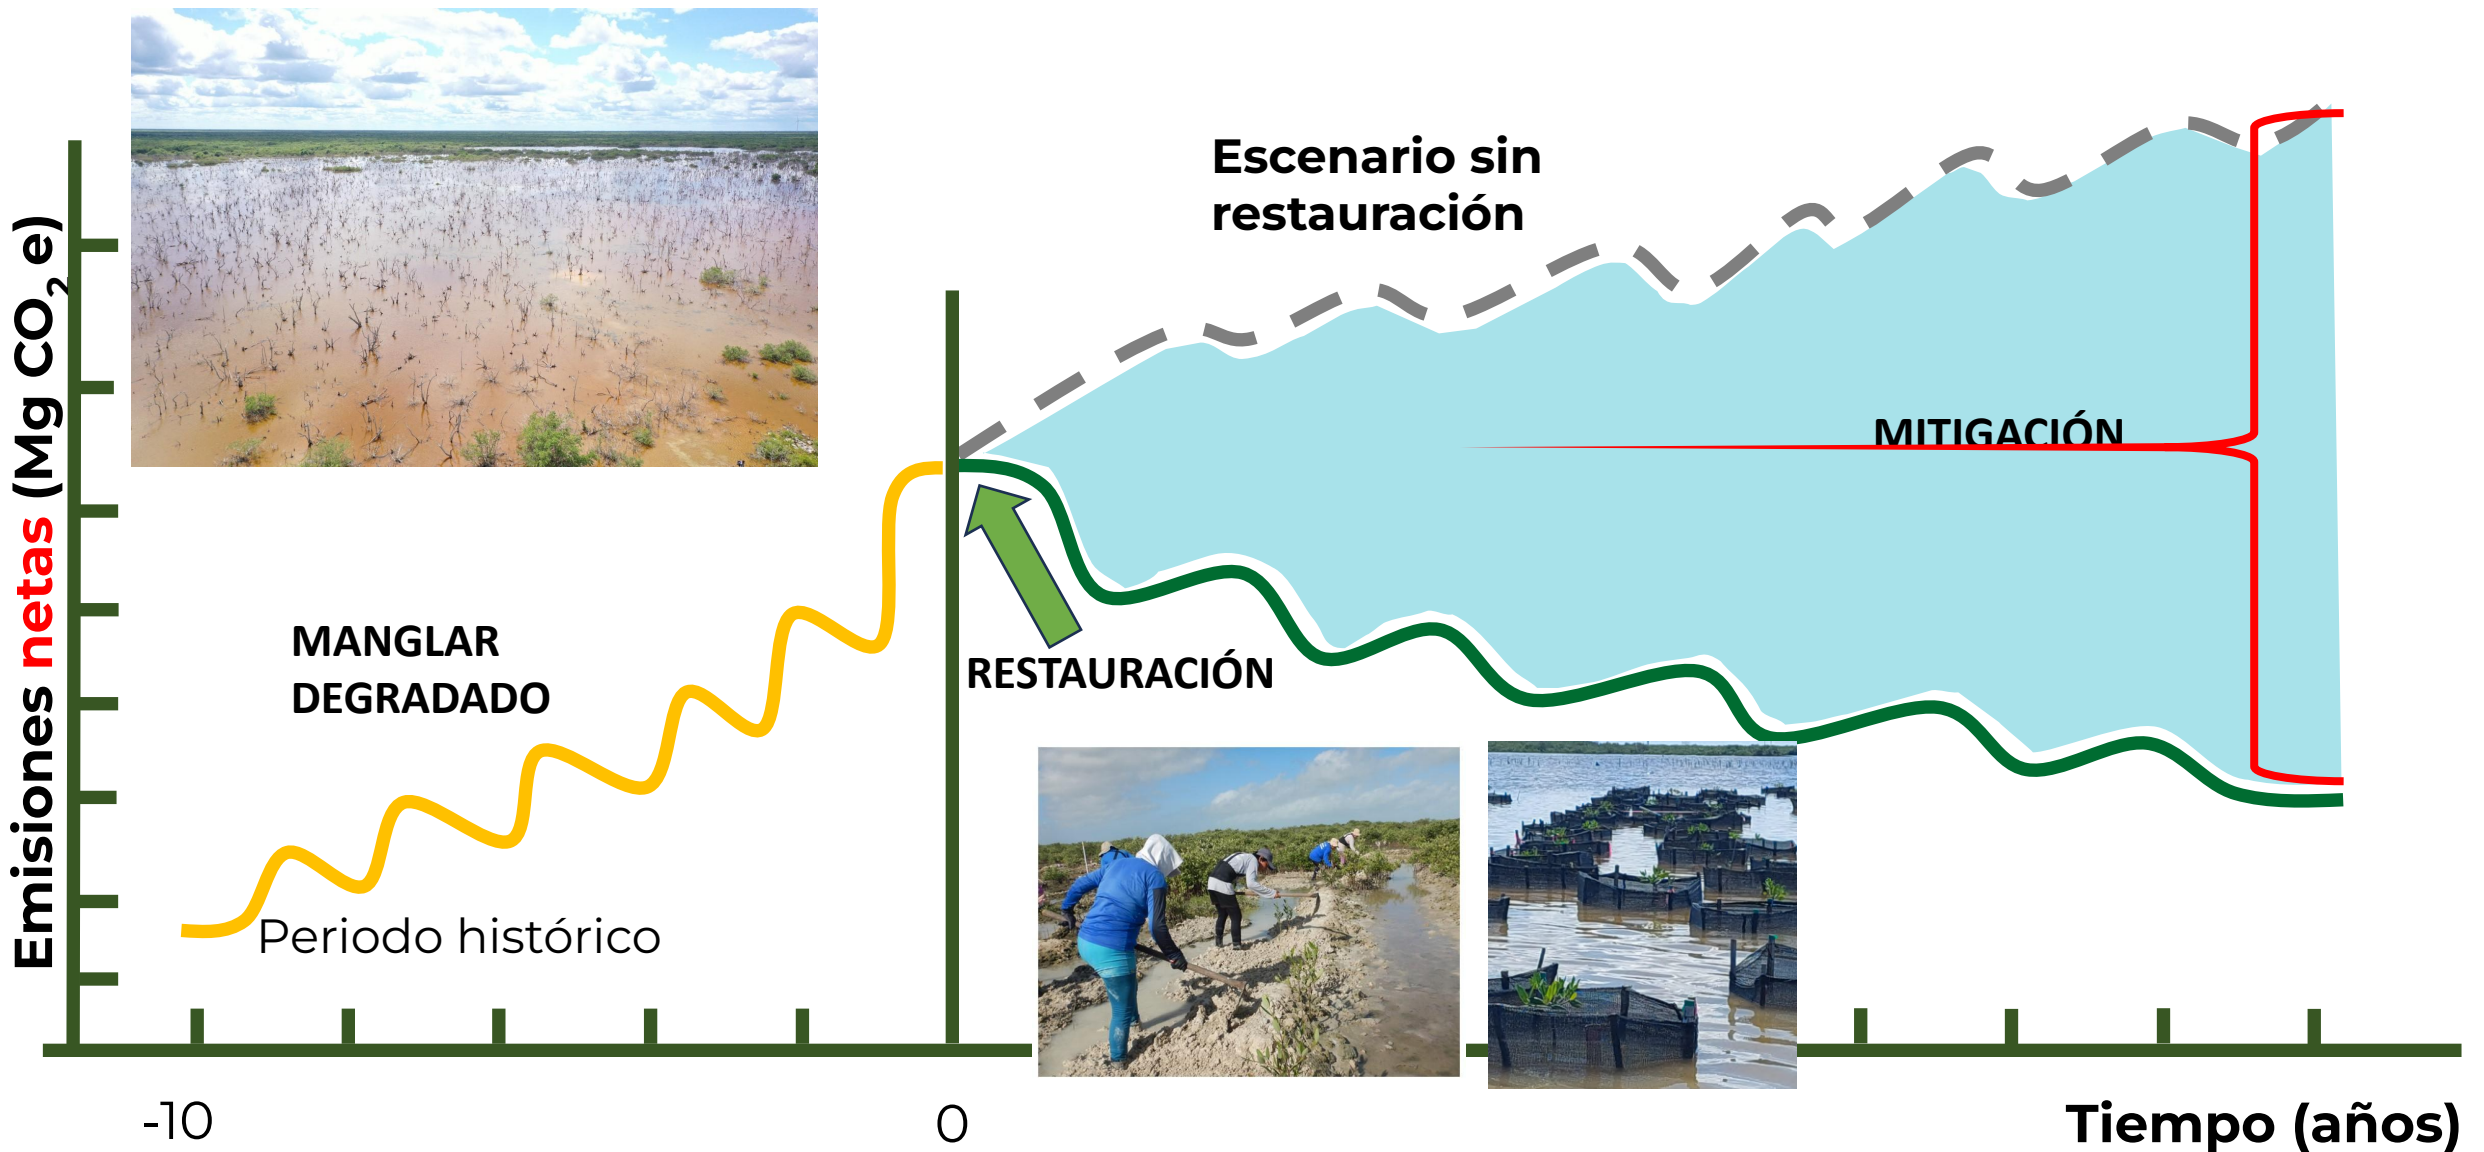 Emisiones netas (Mg CO₂ e)
Escenario sin
restauración
MITIGACIÓN
MANGLAR
DEGRADADO
RESTAURACIÓN
Periodo histórico
-10
0
Tiempo (años)